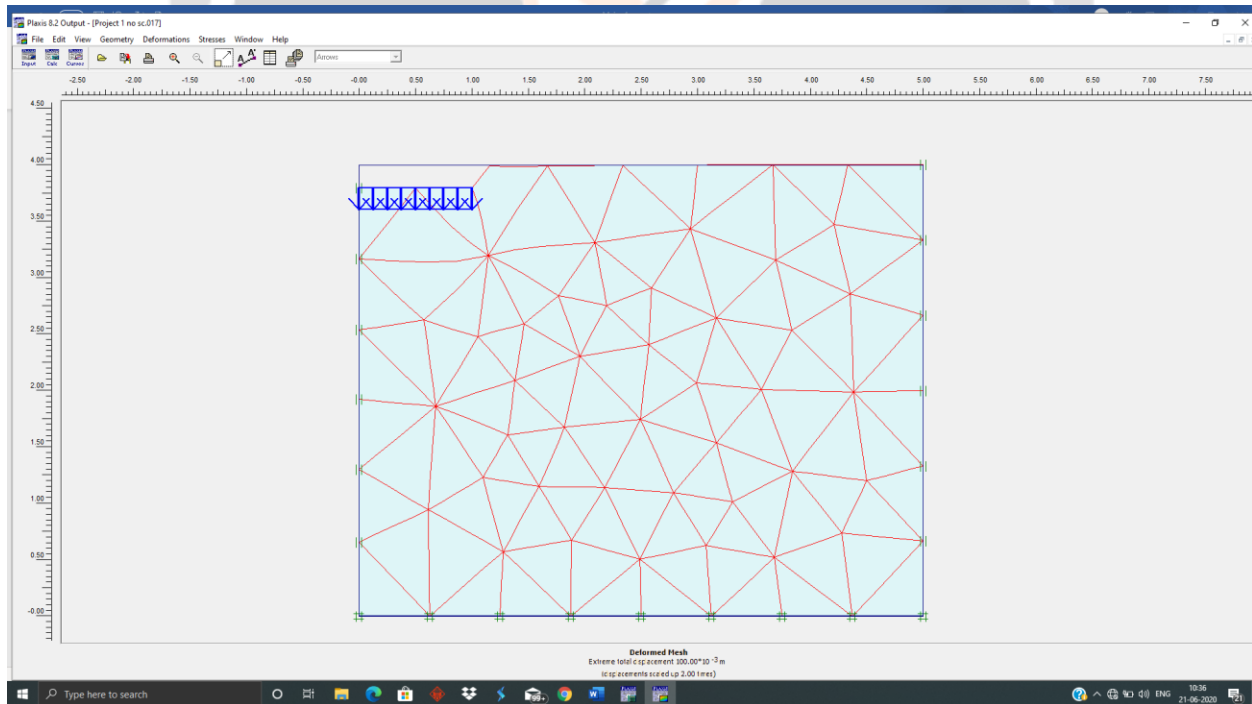 Plaxis 8.2 Output - [Project 1 no sc.017]
File Edit View Geometry Deformations Stresses Window Help
Input Calc Curves Arrows
-2.50 -2.00 -1.50 -1.00 -0.50 -0.00 0.50 1.00 1.50 2.00 2.50 3.00 3.50 4.00 4.50 5.00 -0.00 6.00 6.50 7.00 7.50
4.50
4.00
3.50
3.00
2.50
2.00
1.50
1.00
0.50
-0.00
Deformed Mesh
Extreme total displacement 100.00*10 -3 m
(displacements scaled up 2.00 times)
Type here to search
99+
ENG
10:36
21-06-2020
21